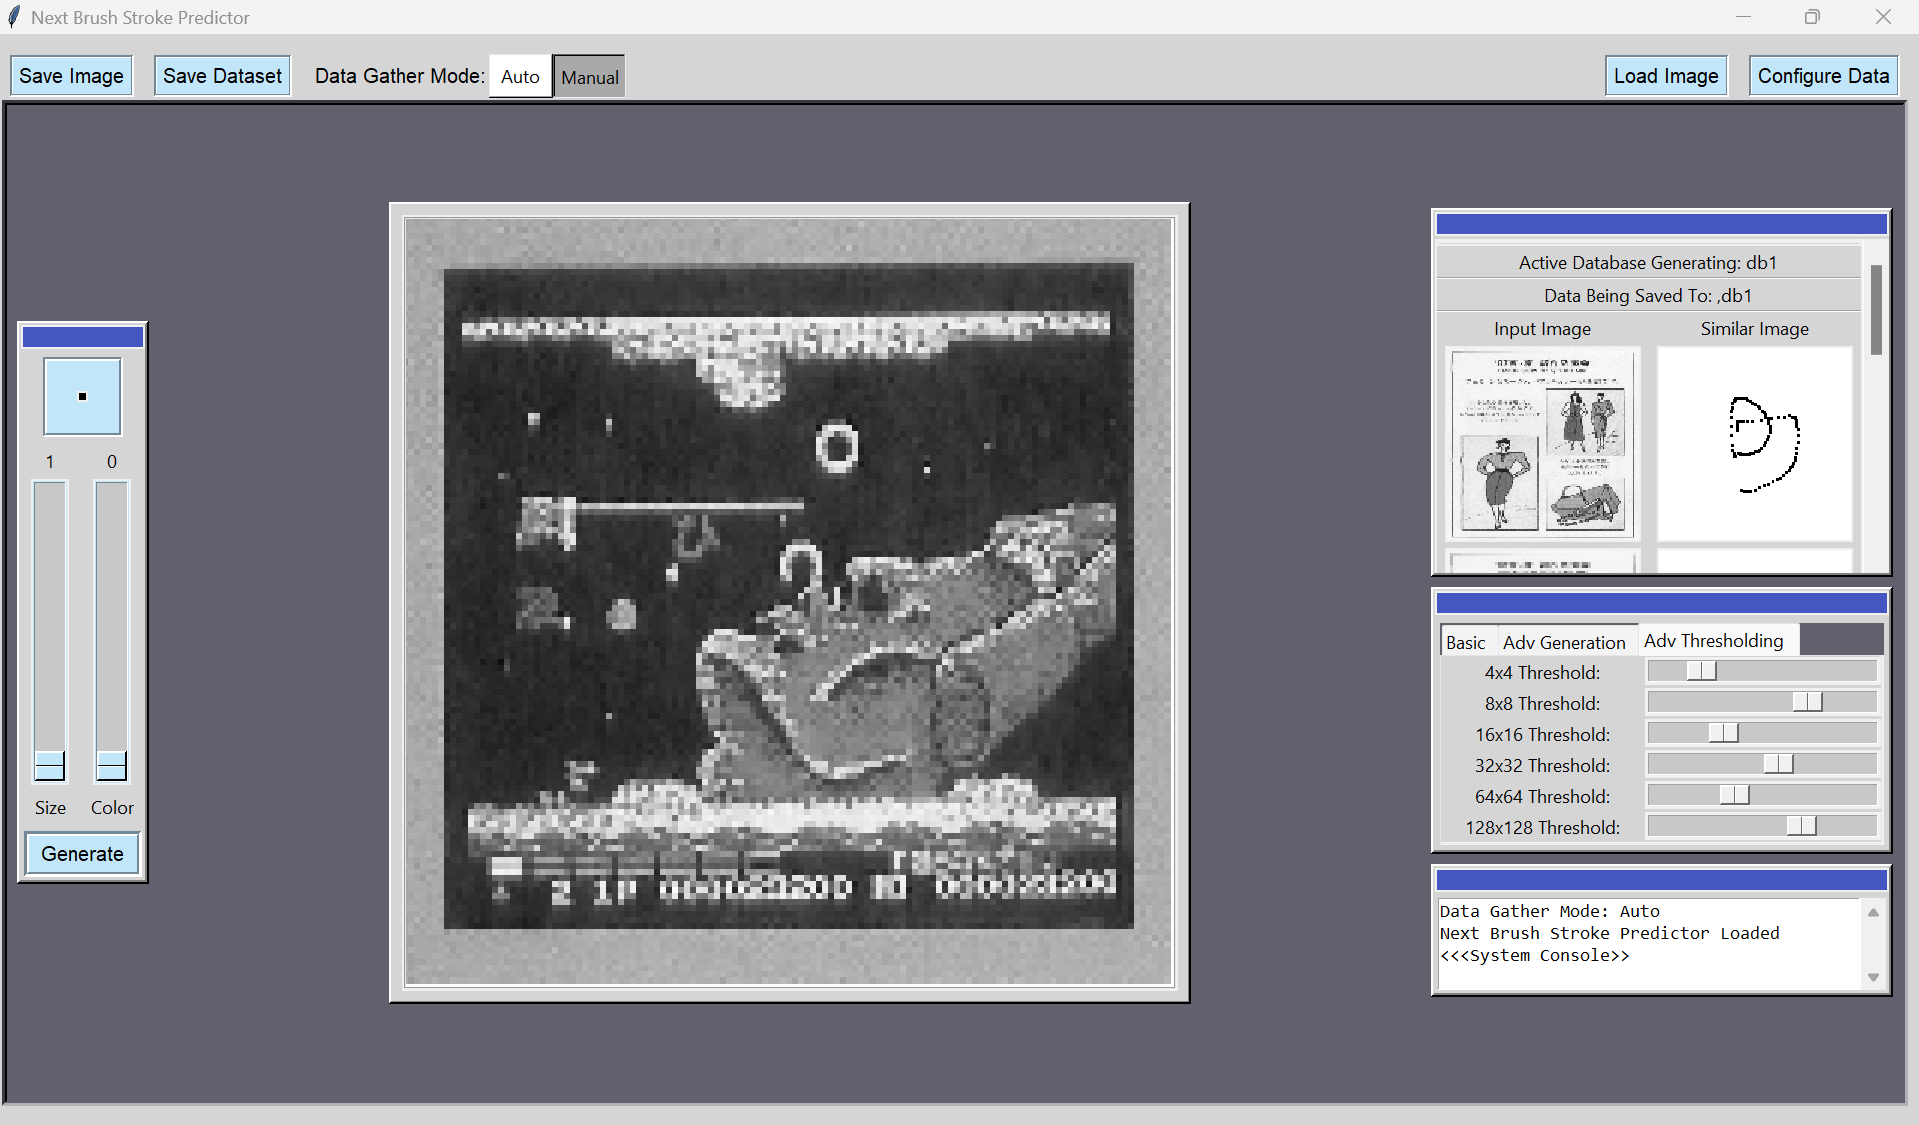 Next Brush Stroke Predictor
Save Image
Save Dataset
Data Gather Mode:
Auto
Manual
Load Image
Configure Data
1
0
Size
Color
Generate
Active Database Generating: db1
Data Being Saved To: ,db1
Input Image
Similar Image
Basic
Adv Generation
Adv Thresholding
4x4 Threshold:
8x8 Threshold:
16x16 Threshold:
32x32 Threshold:
64x64 Threshold:
128x128 Threshold:
Data Gather Mode: Auto
Next Brush Stroke Predictor Loaded
<<<System Console>>